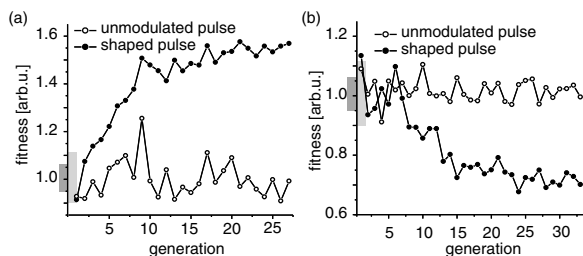 (a)
unmodulated pulse
shaped pulse
fitness [arb.u.]
1.6
1.4
1.2
1.0
5
10
15
20
25
generation
(b)
unmodulated pulse
shaped pulse
fitness [arb.u.]
1.2
1.0
0.8
0.6
5
10
15
20
25
30
generation